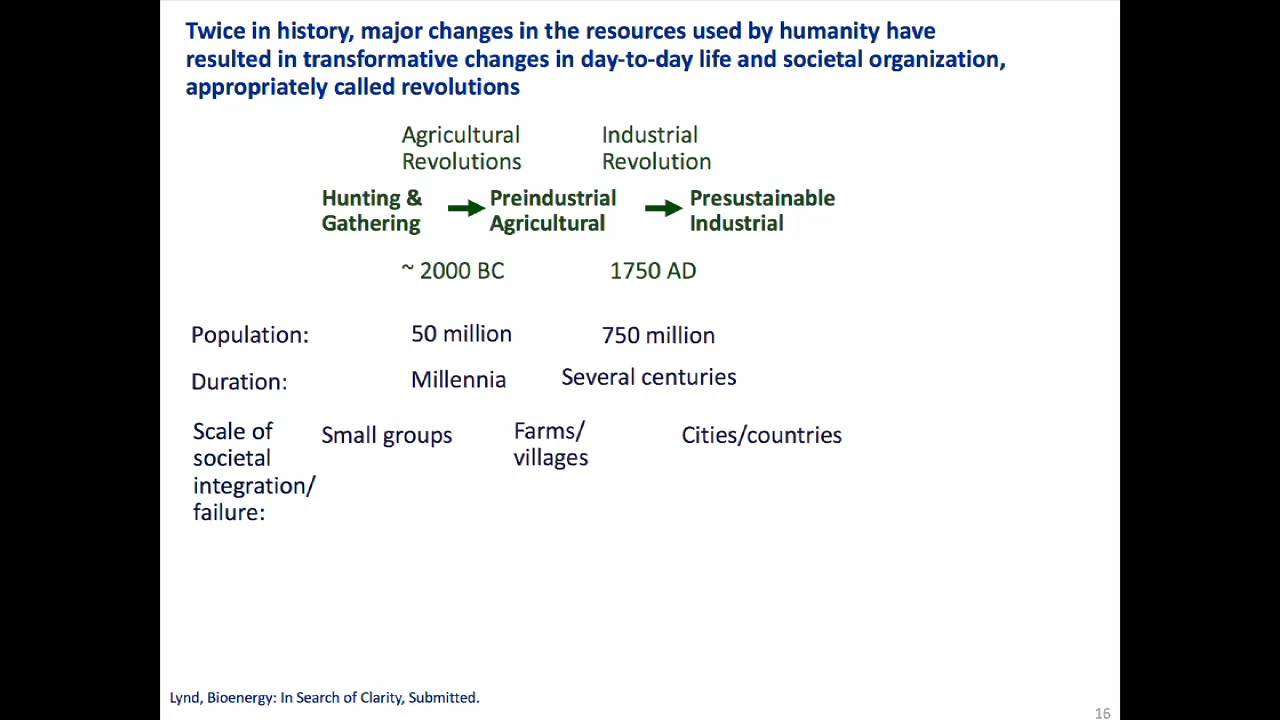 Twice in history, major changes in the resources used by humanity have
resulted in transformative changes in day-to-day life and societal organization,
appropriately called revolutions
Agricultural
Revolutions
Industrial
Revolution
Hunting &
Gathering
Preindustrial
Agricultural
Presustainable
Industrial
~ 2000 BC
1750 AD
Population:
50 million
750 million
Duration:
Millennia
Several centuries
Scale of
societal
integration/
failure:
Small groups
Farms/
villages
Cities/countries
Lynd, Bioenergy: In Search of Clarity, Submitted.
16